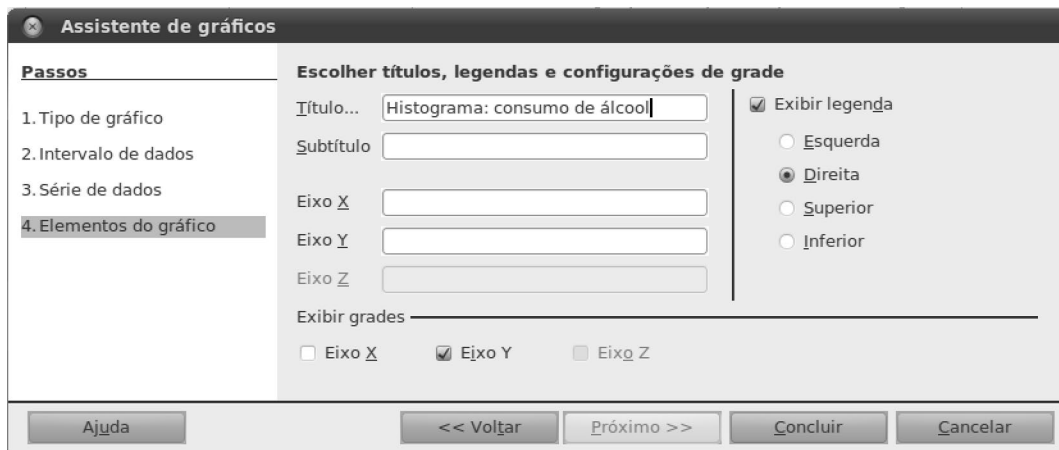 Assistente de gráficos
Passos
1. Tipo de gráfico
2. Intervalo de dados
3. Série de dados
4. Elementos do gráfico
Escolher títulos, legendas e configurações de grade
Título... Histograma: consumo de álcool
Subtítulo
Eixo X
Eixo Y
Eixo Z
Exibir legenda
Esquerda
Direita
Superior
Inferior
Exibir grades
Eixo X Eixo Y Eixo Z
Ajuda << Voltar Próximo >> Concluir Cancelar